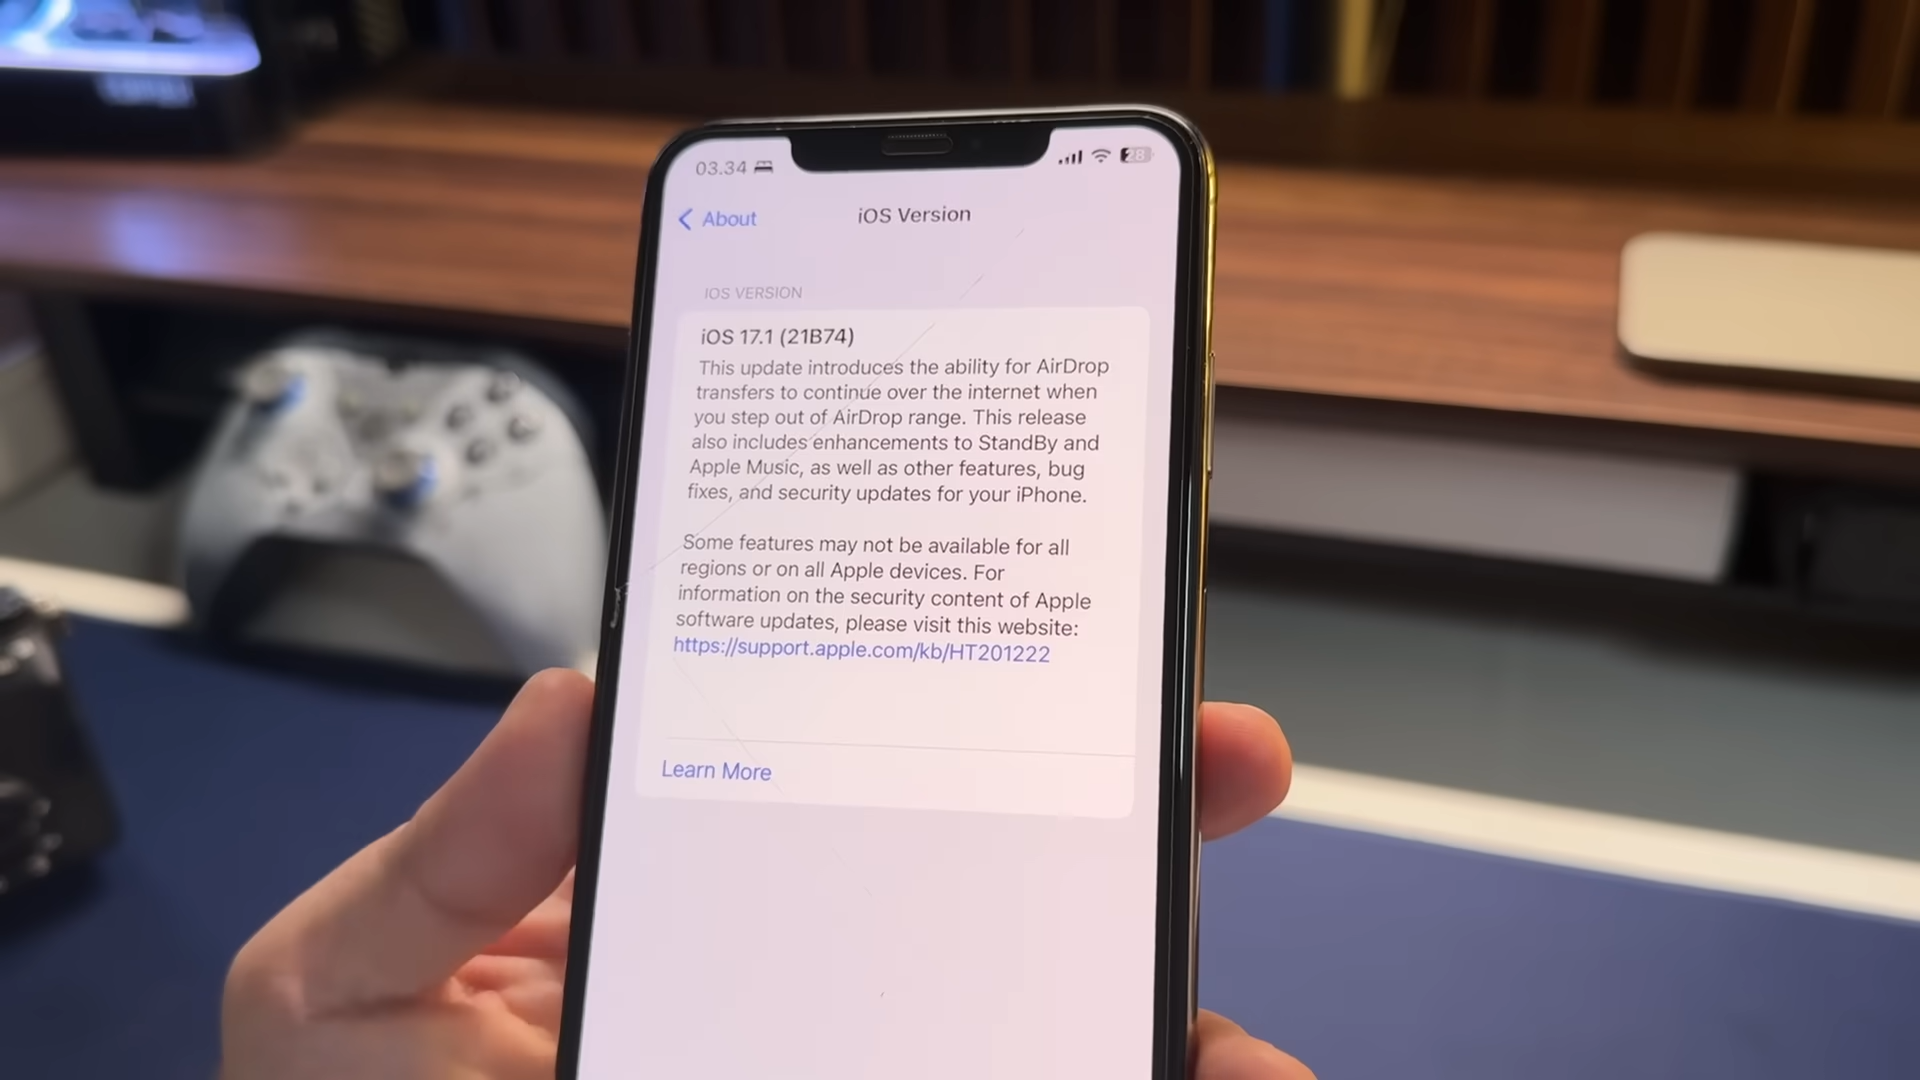 03.34
28
About
iOS Version
IOS VERSION
iOS 17.1 (21B74)
This update introduces the ability for AirDrop
transfers to continue over the internet when
you step out of AirDrop range. This release
also includes enhancements to StandBy and
Apple Music, as well as other features, bug
fixes, and security updates for your iPhone.
Some features may not be available for all
regions or on all Apple devices. For
information on the security content of Apple
software updates, please visit this website:
https://support.apple.com/kb/HT201222
Learn More